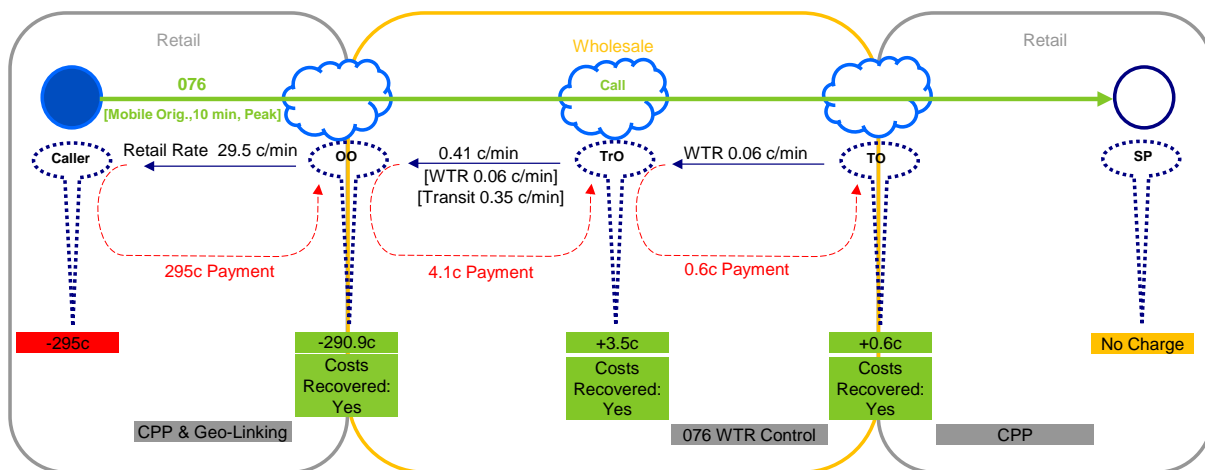 Retail
Wholesale
Retail
076
Call
[Mobile Orig.,10 min, Peak]
Caller
Retail Rate 29.5 c/min
OO
0.41 c/min
[WTR 0.06 c/min]
[Transit 0.35 c/min]
TrO
WTR 0.06 c/min
TO
SP
295c Payment
4.1c Payment
0.6c Payment
-295c
-290.9c
+3.5c
+0.6c
No Charge
Costs
Recovered:
Yes
Costs
Recovered:
Yes
Costs
Recovered:
Yes
CPP & Geo-Linking
076 WTR Control
CPP